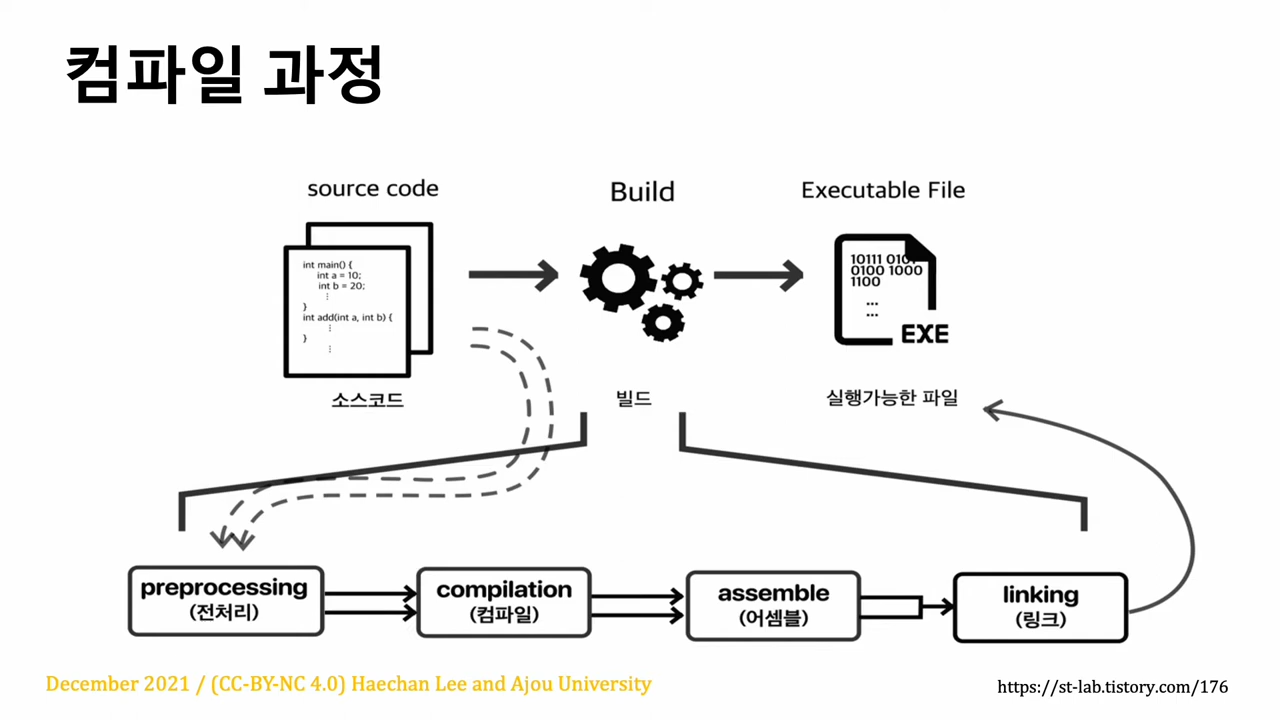 컴파일 과정
source code
Build
Executable File
int main() {
int a = 10;
int b = 20;
⋮
}
int add(int a, int b) {
⋮
}
⋮
10111 0101
0100 1000
1100
...
...
EXE
소스코드
빌드
실행가능한 파일
preprocessing
(전처리)
compilation
(컴파일)
assemble
(어셈블)
linking
(링크)
December 2021 / (CC-BY-NC 4.0) Haechan Lee and Ajou University
https://st-lab.tistory.com/176